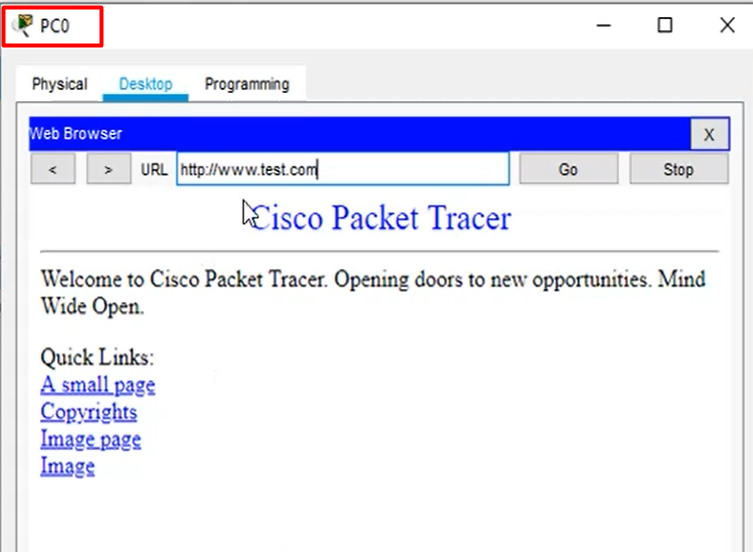 PC0
Physical Desktop Programming
Web Browser X
< > URL http://www.test.com Go Stop
Cisco Packet Tracer
Welcome to Cisco Packet Tracer. Opening doors to new opportunities. Mind
Wide Open.
Quick Links:
A small page
Copyrights
Image page
Image